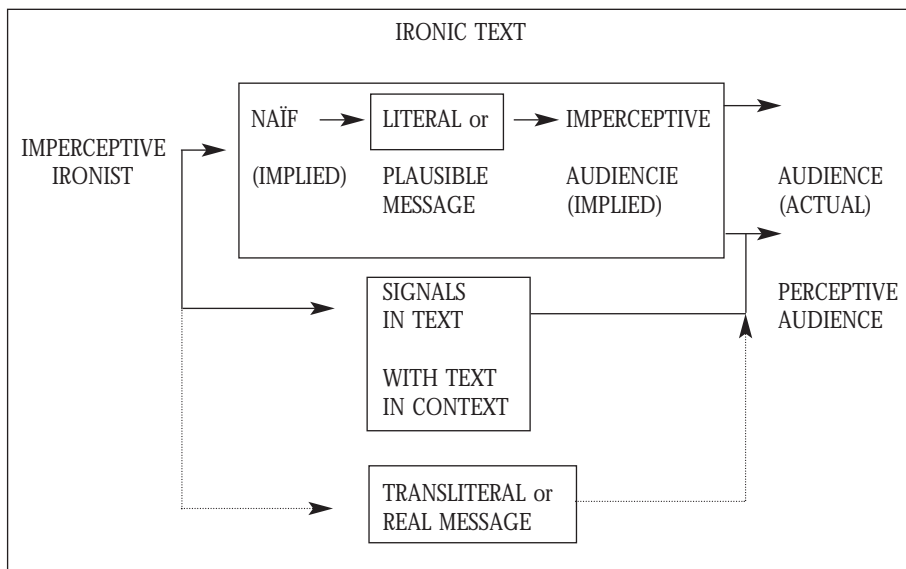 IRONIC TEXT
NAÏF
LITERAL or
IMPERCEPTIVE
IMPERCEPTIVE
IRONIST
(IMPLIED)
PLAUSIBLE
MESSAGE
AUDIENCIE
(IMPLIED)
AUDIENCE
(ACTUAL)
SIGNALS
IN TEXT
WITH TEXT
IN CONTEXT
PERCEPTIVE
AUDIENCE
TRANSLITERAL or
REAL MESSAGE